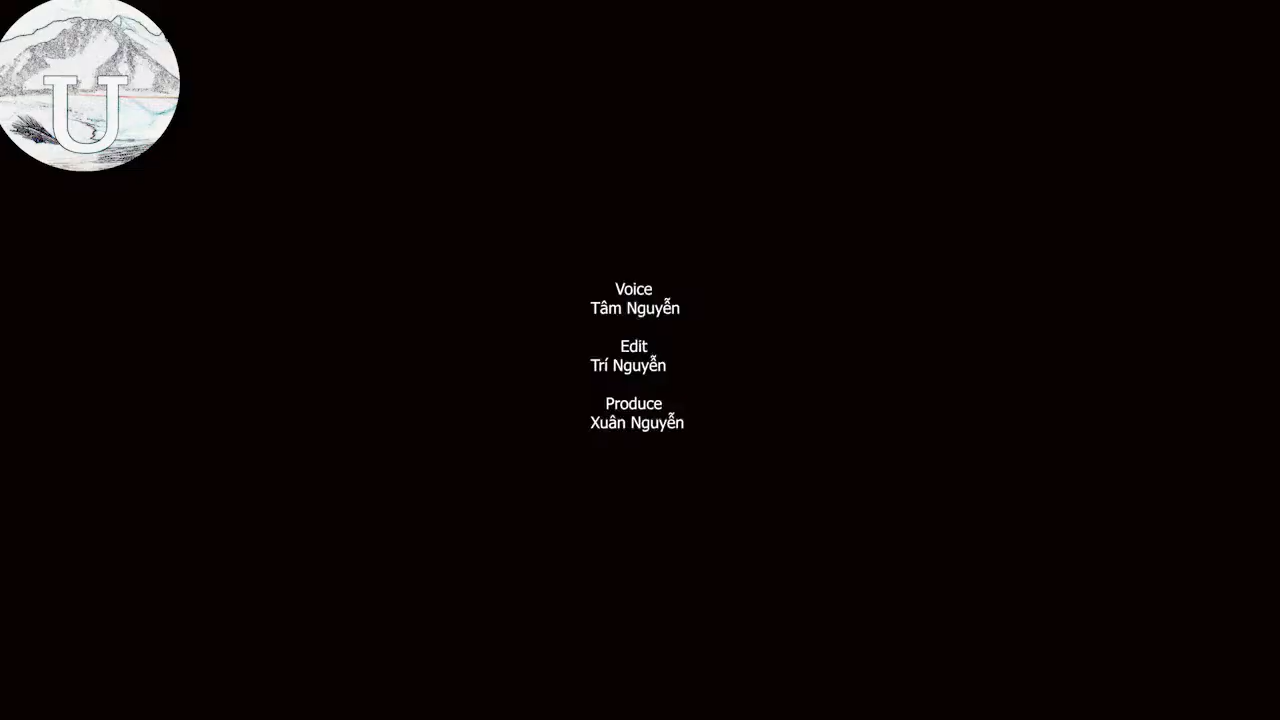 U
Voice
Tâm Nguyễn
Edit
Trí Nguyễn
Produce
Xuân Nguyễn